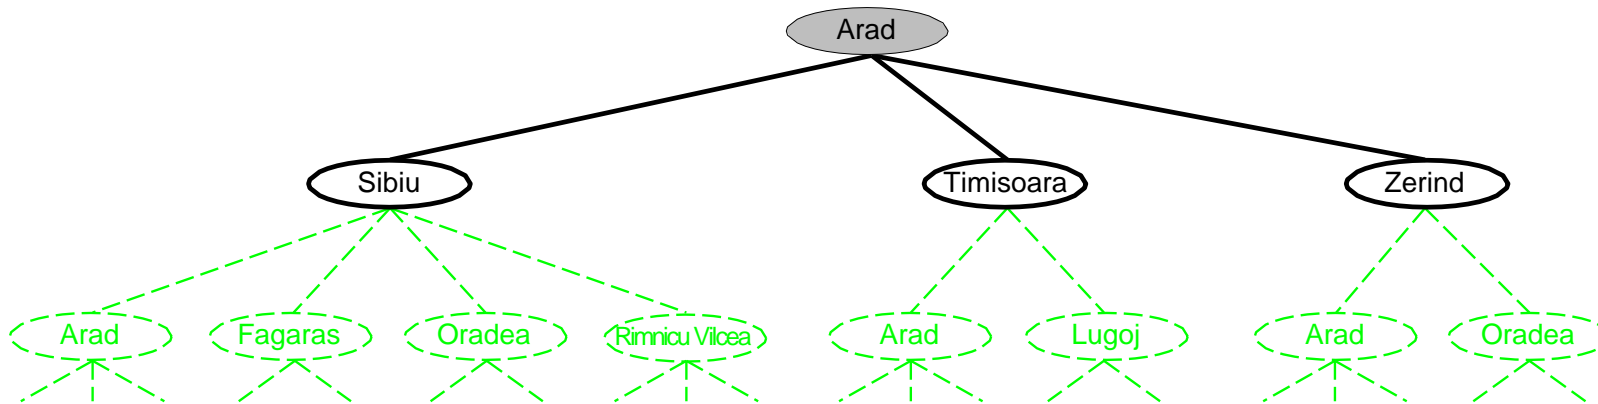 Arad
Sibiu
Timisoara
Zerind
Arad
Fagaras
Oradea
Rimnicu Vilcea
Arad
Lugoj
Arad
Oradea